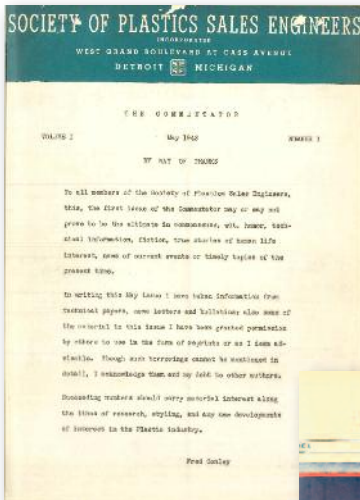 SOCIETY OF PLASTICS SALES ENGINEERS
INCORPORATED
WEST GRAND BOULEVARD AT CASS AVENUE
DETROIT MICHIGAN
THE COMMUTATOR
VOLUME I May 1942 NUMBER 1
BY WAY OF THANKS
To all members of the Society of Plastics Sales Engineers,
this, the first issue of the Commutator may or may not
prove to be the ultimate in commonsense, wit, humor, tech-
nical information, fiction, true stories of human life
interest, news of current events or timely topics of the
present time.
In writing this May issue I have taken information from
technical papers, news letters and bulletins; also some of
the material in this issue I have been granted permission
by others to use in the form of reprints or as I deem ad-
visable. Though such borrowings cannot be mentioned in
detail, I acknowledge them and my debt to other authors.
Succeeding numbers should carry material interest along
the lines of research, styling, and any new developments
of interest in the Plastic industry.
Fred Conley